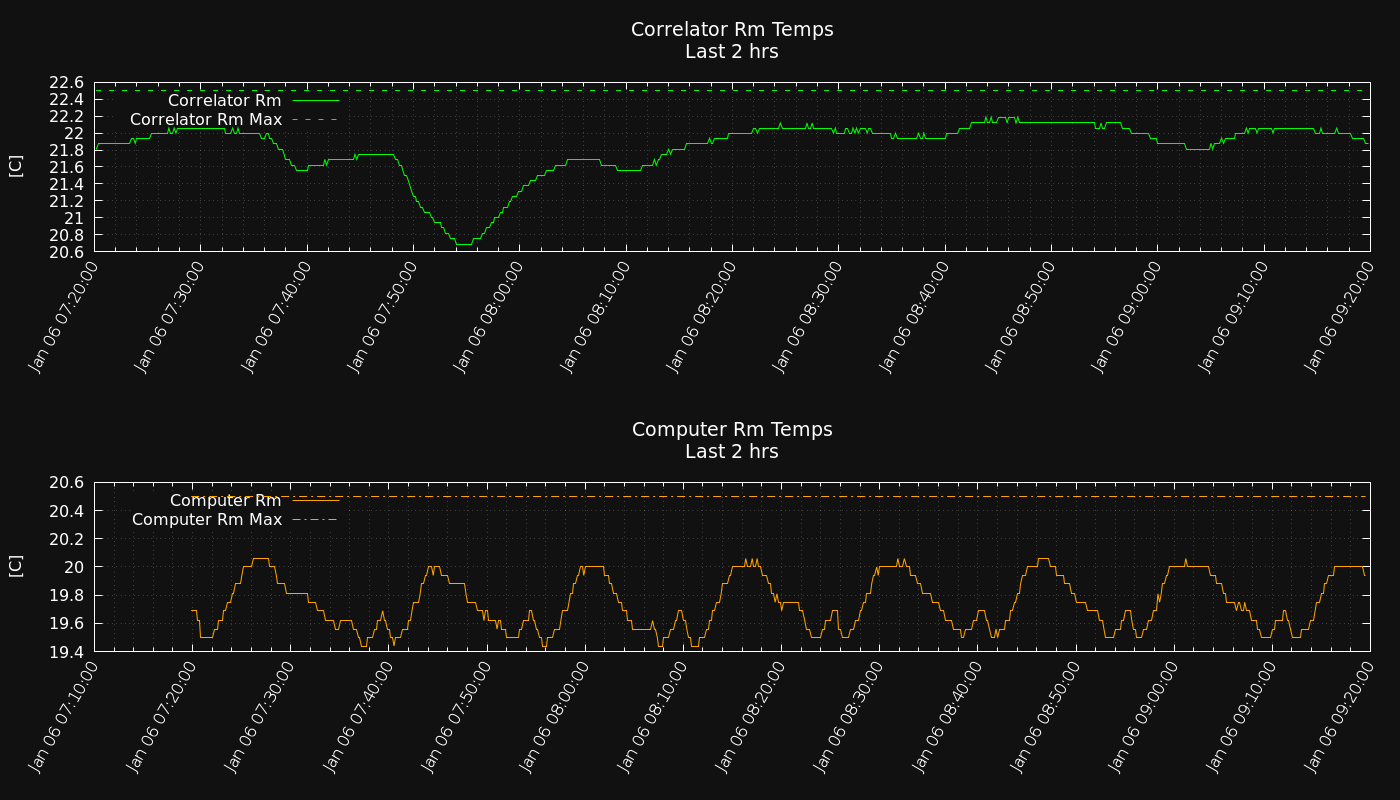 Correlator Rm Temps
Last 2 hrs
22.6
22.4
22.2
22
21.8
21.6
21.4
21.2
21
20.8
20.6
[C]
Correlator Rm
Correlator Rm Max
Jan 06 07:20:00
Jan 06 07:30:00
Jan 06 07:40:00
Jan 06 07:50:00
Jan 06 08:00:00
Jan 06 08:10:00
Jan 06 08:20:00
Jan 06 08:30:00
Jan 06 08:40:00
Jan 06 08:50:00
Jan 06 09:00:00
Jan 06 09:10:00
Jan 06 09:20:00
Computer Rm Temps
Last 2 hrs
20.6
20.4
20.2
20
19.8
19.6
19.4
[C]
Computer Rm
Computer Rm Max
Jan 06 07:10:00
Jan 06 07:20:00
Jan 06 07:30:00
Jan 06 07:40:00
Jan 06 07:50:00
Jan 06 08:00:00
Jan 06 08:10:00
Jan 06 08:20:00
Jan 06 08:30:00
Jan 06 08:40:00
Jan 06 08:50:00
Jan 06 09:00:00
Jan 06 09:10:00
Jan 06 09:20:00